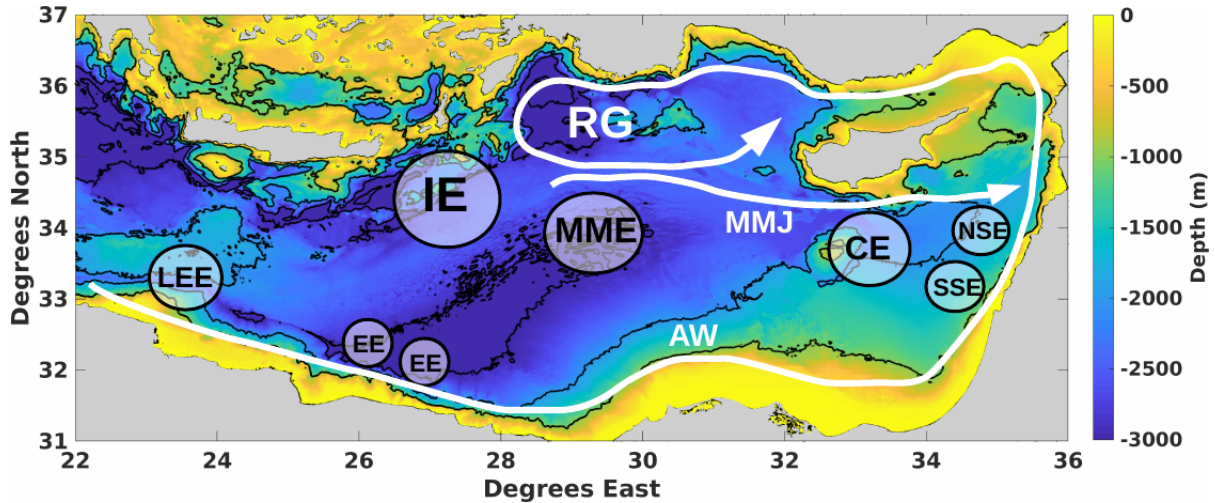 37
36
35
34
33
32
31
Degrees North
22
24
26
28
30
32
34
36
Degrees East
RG
IE
MME
MMJ
LEE
EE
EE
AW
CE
NSE
SSE
0
-500
-1000
-1500
-2000
-2500
-3000
Depth (m)